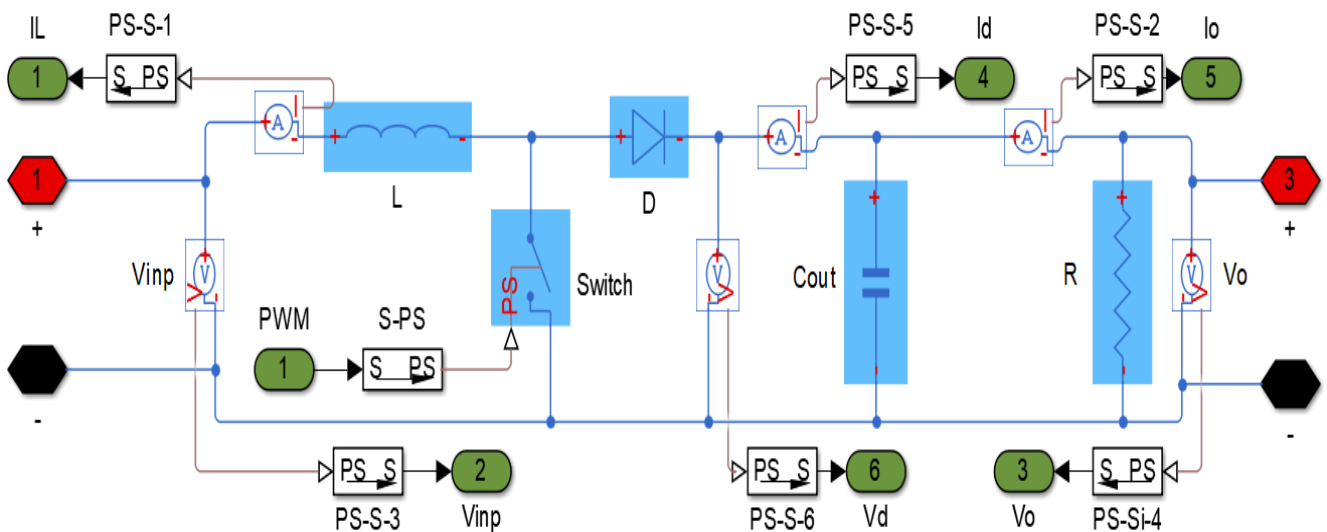 IL PS-S-1 PS-S-5 Id PS-S-2 Io
1 S PS PS S 4 PS S 5
+ A I - + - + - + A I - + A I -
1 L D 3
+ + + + + + +
Vinp V V - PS Switch V V - Cout R V V - Vo
PWM S-PS
1 S PS
- - - -
PS S 2 PS S 6 3 S PS
PS-S-3 Vinp PS-S-6 Vd Vo PS-Si-4